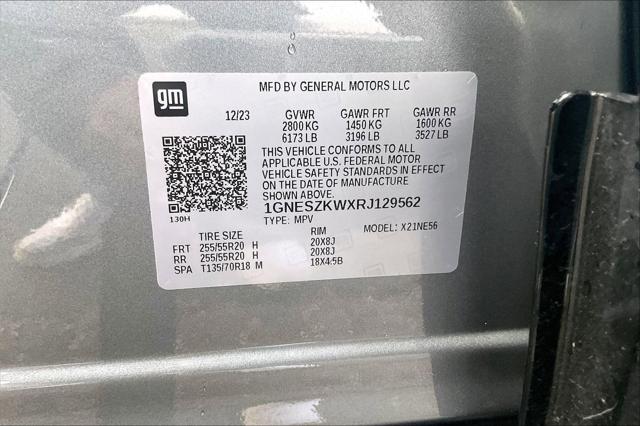 gm
MFD BY GENERAL MOTORS LLC
12/23 GVWR GAWR FRT GAWR RR
2800 KG 1450 KG 1600 KG
6173 LB 3196 LB 3527 LB
THIS VEHICLE CONFORMS TO ALL
APPLICABLE U.S. FEDERAL MOTOR
VEHICLE SAFETY STANDARDS IN EFFECT
ON THE DATE OF MANUFACTURE
SHOWN ABOVE.
1GNESZKWXRJ129562
130H TYPE: MPV MODEL: X21NE56
TIRE SIZE RIM
FRT 255/55R20 H 20X8J
RR 255/55R20 H 20X8J
SPA T135/70R18 M 18X4.5B